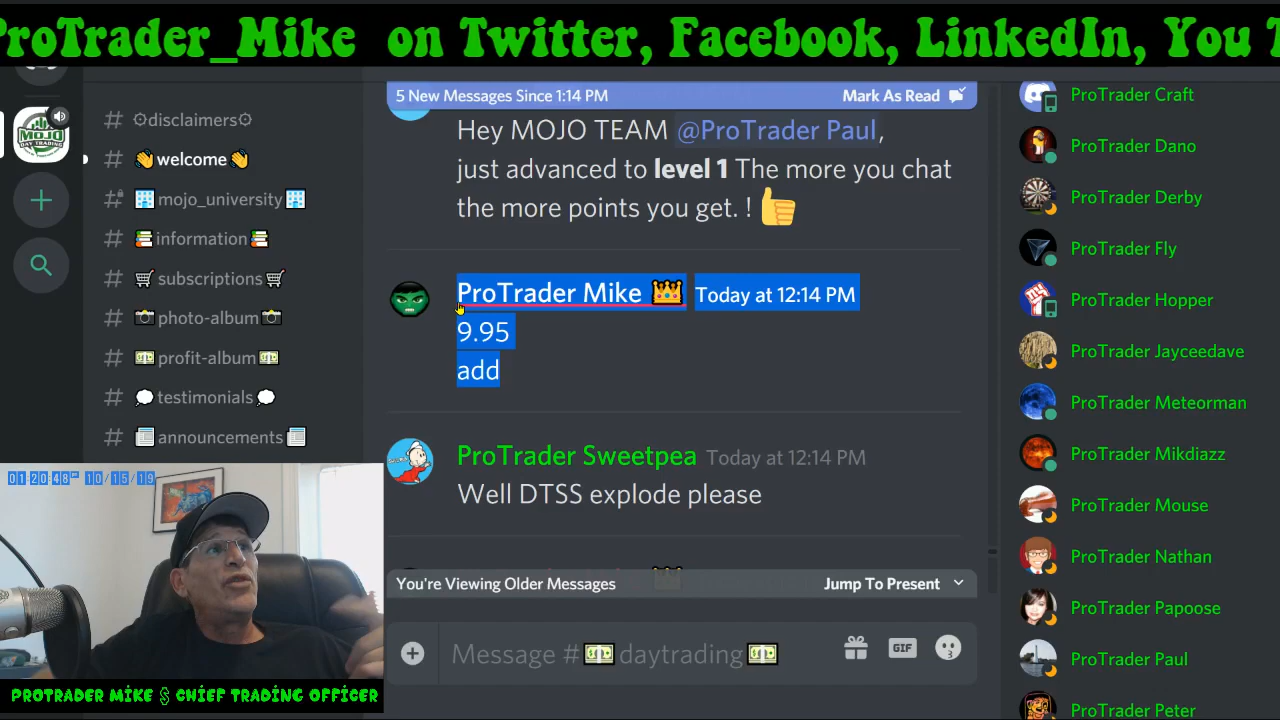 ProTrader_Mike on Twitter, Facebook, LinkedIn, You T
MOJO
DAY TRADING
# ⚙disclaimers⚙
# 👋welcome👋
# 🏢mojo_university🏢
# 📚information📚
# 🛒subscriptions🛒
# 📷photo-album📷
# 💵profit-album💵
# 💭testimonials💭
# 📰announcements📰
5 New Messages Since 1:14 PM Mark As Read
Hey MOJO TEAM @ProTrader Paul,
just advanced to level 1 The more you chat
the more points you get. ! 👍
ProTrader Mike 👑 Today at 12:14 PM
9.95
add
ProTrader Sweetpea Today at 12:14 PM
Well DTSS explode please
You're Viewing Older Messages Jump To Present
Message #💵daytrading💵
GIF
ProTrader Craft
ProTrader Dano
ProTrader Derby
ProTrader Fly
ProTrader Hopper
ProTrader Jayceedave
ProTrader Meteorman
ProTrader Mikdiazz
ProTrader Mouse
ProTrader Nathan
ProTrader Papoose
ProTrader Paul
ProTrader Peter
01:20:48PM 10/15/19
PROTRADER MIKE $ CHIEF TRADING OFFICER